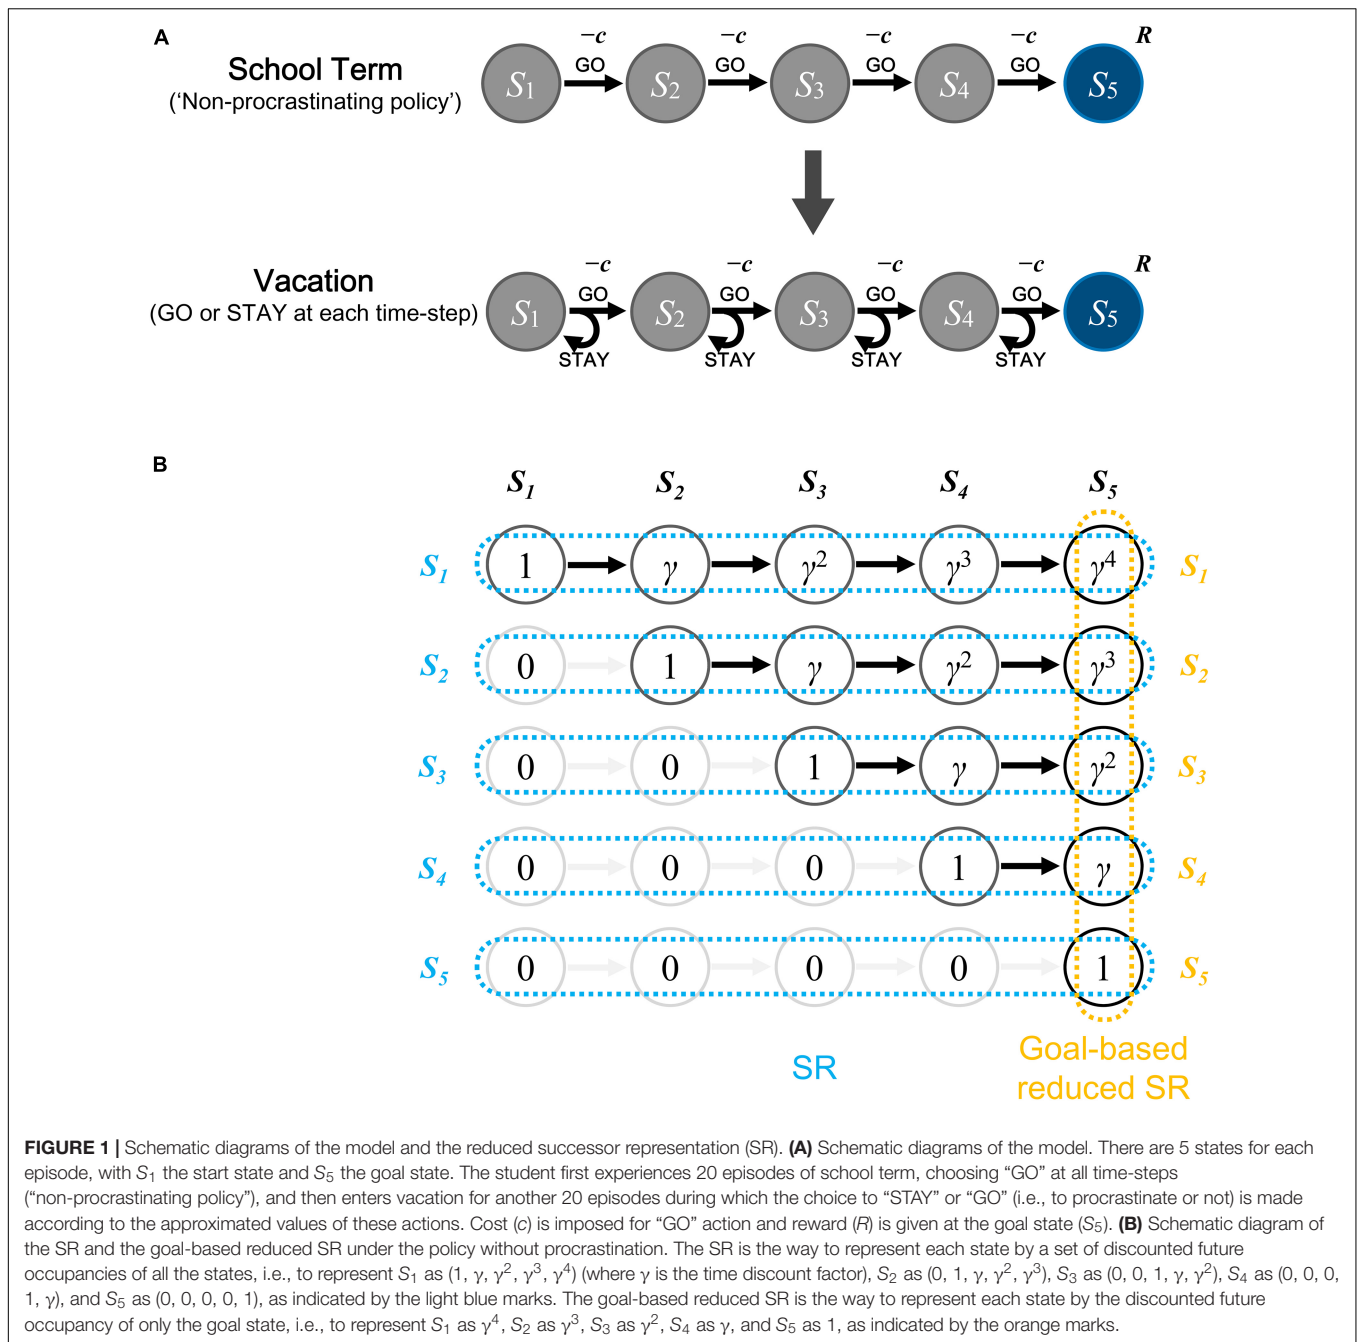 A
School Term
('Non-procrastinating policy')
−c −c −c −c R
GO GO GO GO
S1 S2 S3 S4 S5
Vacation
(GO or STAY at each time-step)
−c −c −c −c R
GO GO GO GO
S1 S2 S3 S4 S5
STAY STAY STAY STAY
B
S1 S2 S3 S4 S5
S1 1 γ γ² γ³ γ⁴ S1
S2 0 1 γ γ² γ³ S2
S3 0 0 1 γ γ² S3
S4 0 0 0 1 γ S4
S5 0 0 0 0 1 S5
SR
Goal-based
reduced SR
FIGURE 1 | Schematic diagrams of the model and the reduced successor representation (SR). (A) Schematic diagrams of the model. There are 5 states for each
episode, with S1 the start state and S5 the goal state. The student first experiences 20 episodes of school term, choosing “GO” at all time-steps
(“non-procrastinating policy”), and then enters vacation for another 20 episodes during which the choice to “STAY” or “GO” (i.e., to procrastinate or not) is made
according to the approximated values of these actions. Cost (c) is imposed for “GO” action and reward (R) is given at the goal state (S5). (B) Schematic diagram of
the SR and the goal-based reduced SR under the policy without procrastination. The SR is the way to represent each state by a set of discounted future
occupancies of all the states, i.e., to represent S1 as (1, γ, γ², γ³, γ⁴) (where γ is the time discount factor), S2 as (0, 1, γ, γ², γ³), S3 as (0, 0, 1, γ, γ²), S4 as (0, 0, 0,
1, γ), and S5 as (0, 0, 0, 0, 1), as indicated by the light blue marks. The goal-based reduced SR is the way to represent each state by the discounted future
occupancy of only the goal state, i.e., to represent S1 as γ⁴, S2 as γ³, S3 as γ², S4 as γ, and S5 as 1, as indicated by the orange marks.